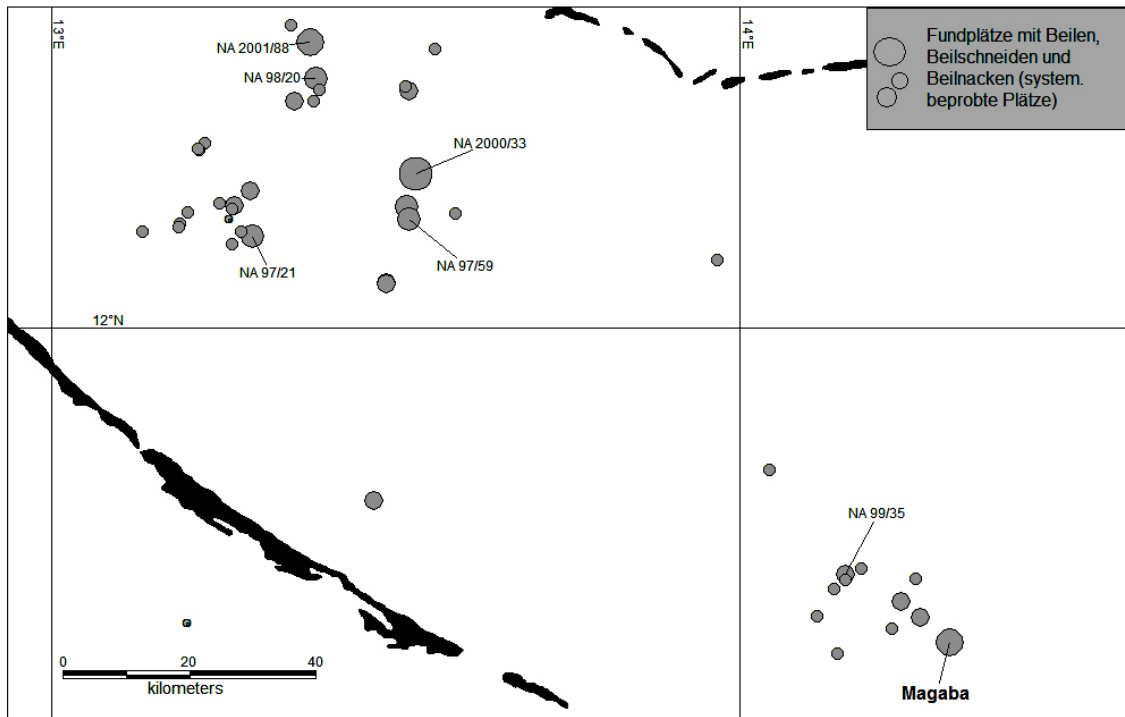 13°E
14°E
Fundplätze mit Beilen,
Beilschneiden und
Beilnacken (system.
beprobte Plätze)
NA 2001/88
NA 98/20
NA 2000/33
NA 97/21
NA 97/59
12°N
NA 99/35
Magaba
0 20 40
kilometers